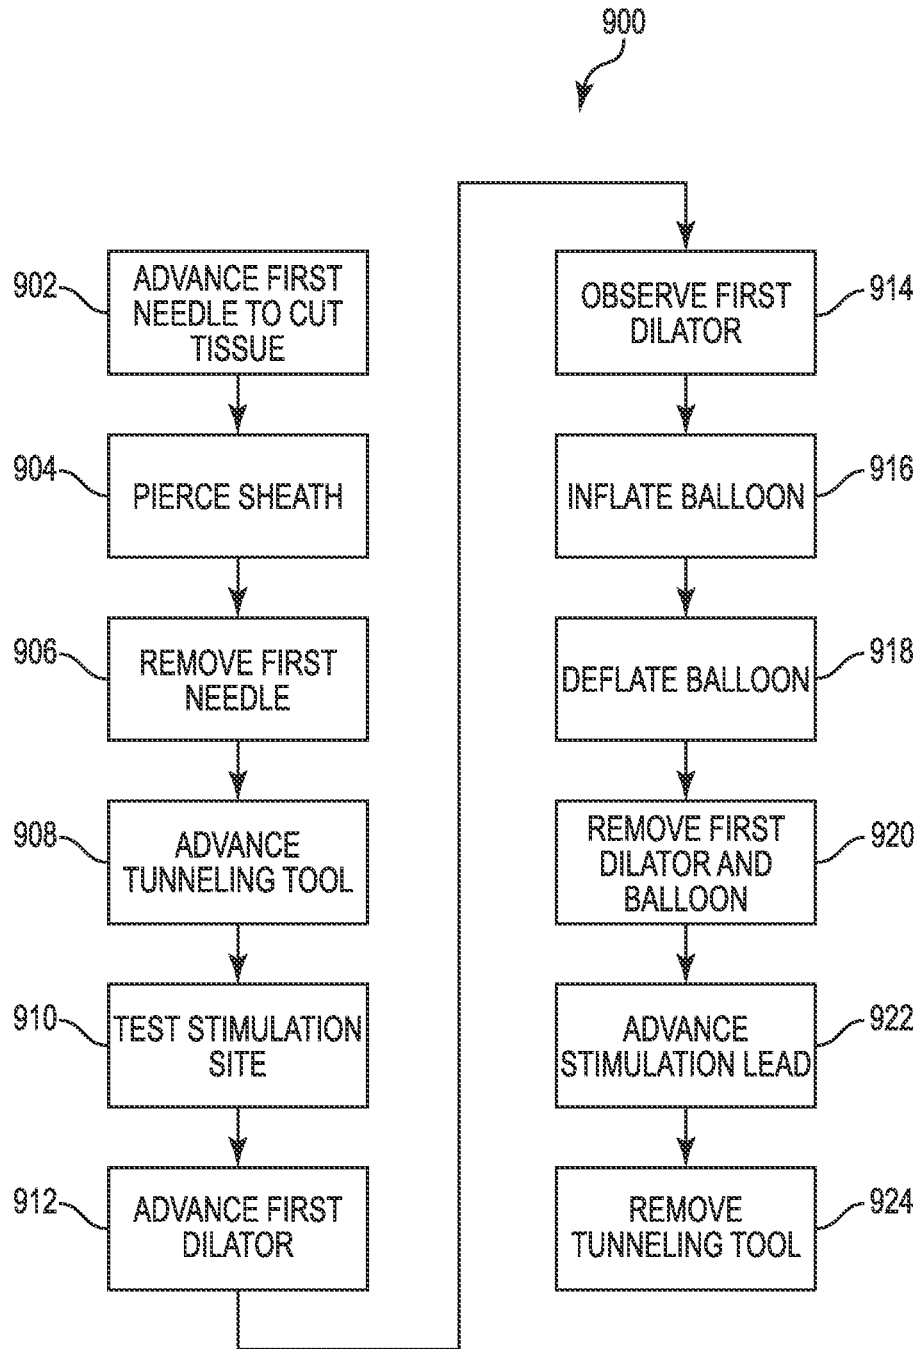 900
902
ADVANCE FIRST
NEEDLE TO CUT
TISSUE
904
PIERCE SHEATH
906
REMOVE FIRST
NEEDLE
908
ADVANCE
TUNNELING TOOL
910
TEST STIMULATION
SITE
912
ADVANCE FIRST
DILATOR
OBSERVE FIRST
DILATOR
914
INFLATE BALLOON
916
DEFLATE BALLOON
918
REMOVE FIRST
DILATOR AND
BALLOON
920
ADVANCE
STIMULATION LEAD
922
REMOVE
TUNNELING TOOL
924